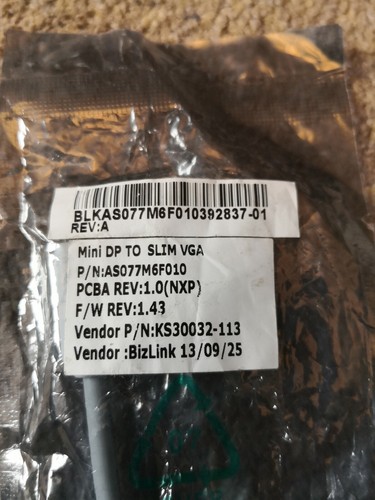 BLKAS077M6F010392837-01
REV:A
Mini DP TO SLIM VGA
P/N:AS077M6F010
PCBA REV:1.0(NXP)
F/W REV:1.43
Vendor P/N:KS30032-113
Vendor :BizLink 13/09/25